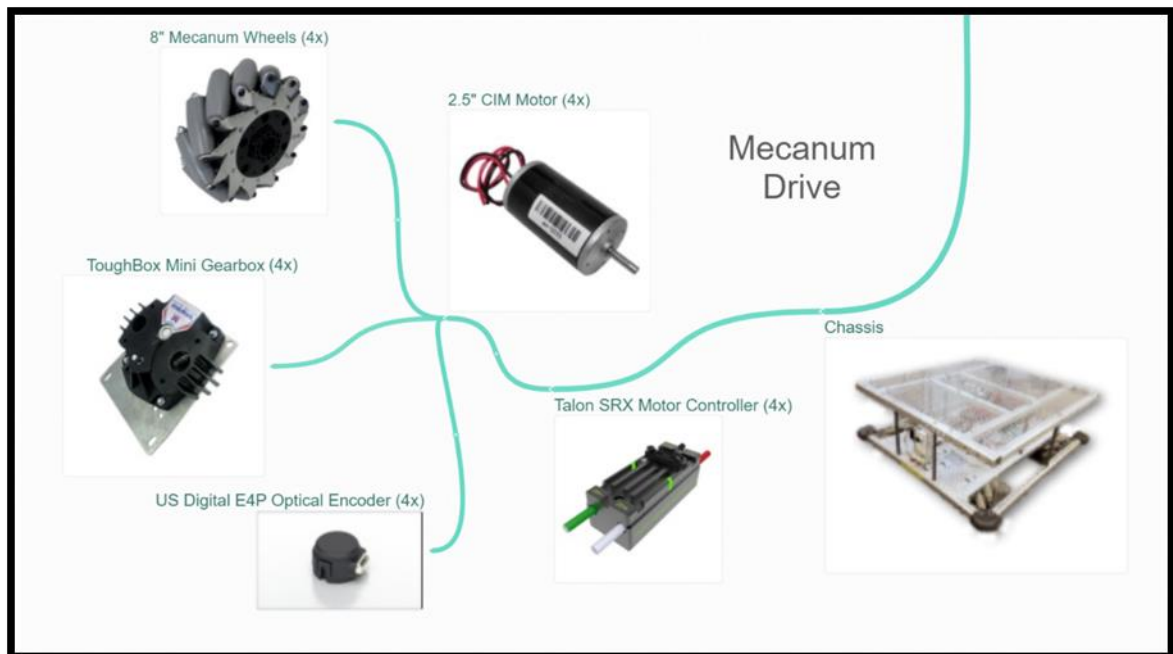 8" Mecanum Wheels (4x)
2.5" CIM Motor (4x)
Mecanum
Drive
ToughBox Mini Gearbox (4x)
Chassis
Talon SRX Motor Controller (4x)
US Digital E4P Optical Encoder (4x)